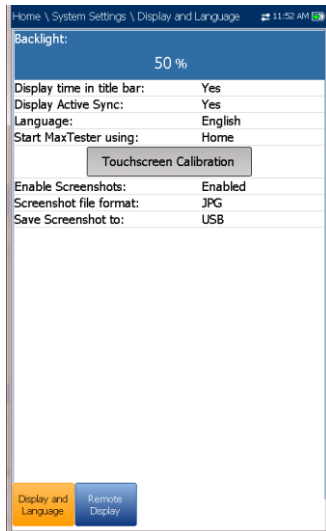 Home \ System Settings \ Display and Language 11:52 AM
Backlight:
50 %
Display time in title bar: Yes
Display Active Sync: Yes
Language: English
Start MaxTester using: Home
Touchscreen Calibration
Enable Screenshots: Enabled
Screenshot file format: JPG
Save Screenshot to: USB
Display and Language
Remote Display